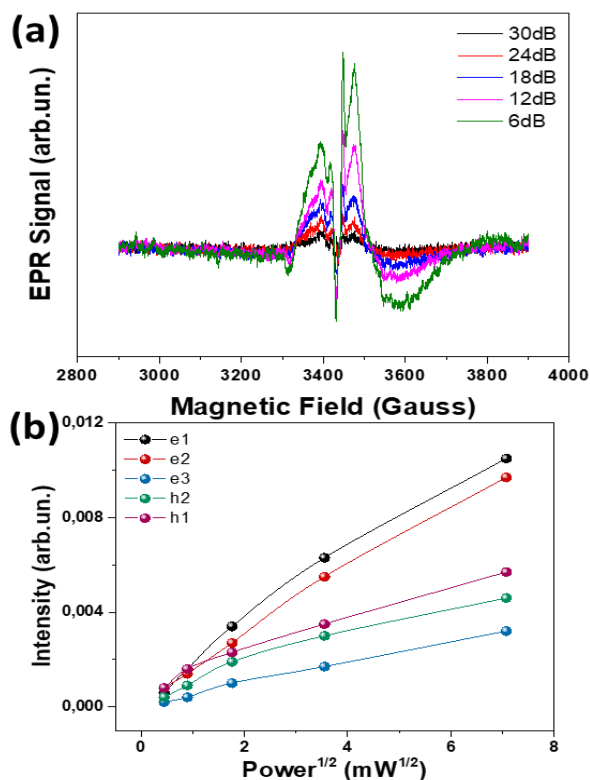 (a)
30dB
24dB
18dB
12dB
6dB
EPR Signal (arb.un.)
2800 3000 3200 3400 3600 3800 4000
Magnetic Field (Gauss)
(b)
0,012
0,008
0,004
0,000
e1
e2
e3
h2
h1
Intensity (arb.un.)
0 2 4 6 8
Power1/2 (mW1/2)